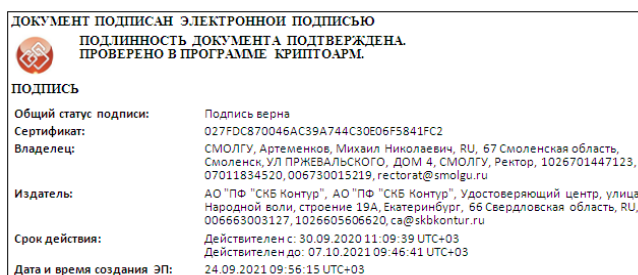 ДОКУМЕНТ ПОДПИСАН ЭЛЕКТРОННОЙ ПОДПИСЬЮ
ПОДЛИННОСТЬ ДОКУМЕНТА ПОДТВЕРЖДЕНА.
ПРОВЕРЕНО В ПРОГРАММЕ КРИПТОАРМ.
ПОДПИСЬ
Общий статус подписи: Подпись верна
Сертификат: 027FDC870046AC39A744C30E06F5841FC2
Владелец: СМОЛГУ, Артеменков, Михаил Николаевич, RU, 67 Смоленская область,
Смоленск, УЛ ПРЖЕВАЛЬСКОГО, ДОМ 4, СМОЛГУ, Ректор, 1026701447123,
07011834520, 006730015219, rectorat@smolgu.ru
Издатель: АО "ПФ "СКБ Контур", АО "ПФ "СКБ Контур", Удостоверяющий центр, улица
Народной воли, строение 19А, Екатеринбург, 66 Свердловская область, RU,
006663003127, 1026605606620, ca@skbkontur.ru
Срок действия: Действителен с: 30.09.2020 11:09:39 UTC+03
Действителен до: 07.10.2021 09:46:41 UTC+03
Дата и время создания ЭП: 24.09.2021 09:56:15 UTC+03